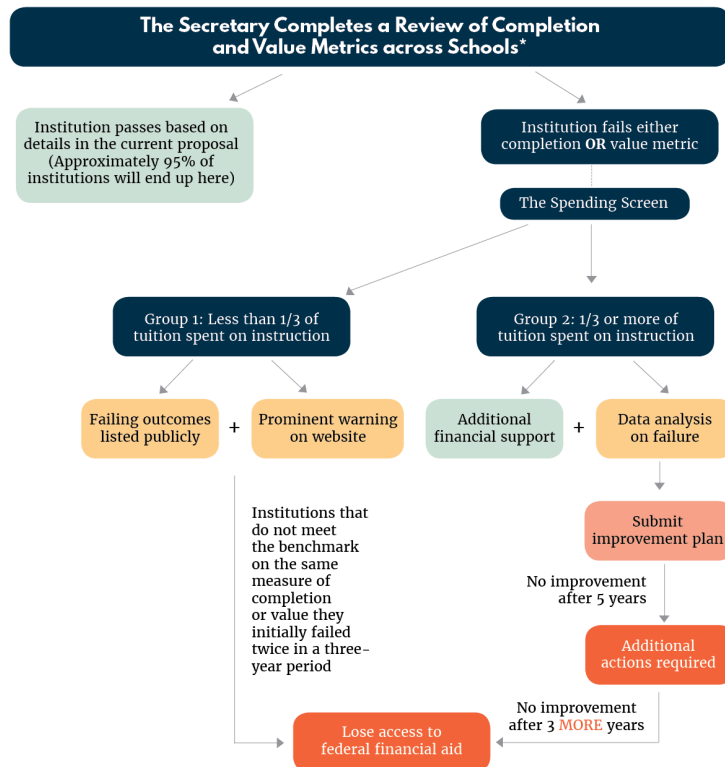 The Secretary Completes a Review of Completion
and Value Metrics across Schools*
Institution passes based on
details in the current proposal
(Approximately 95% of
institutions will end up here)
Institution fails either
completion OR value metric
The Spending Screen
Group 1: Less than 1/3 of
tuition spent on instruction
Group 2: 1/3 or more of
tuition spent on instruction
Failing outcomes
listed publicly
+
Prominent warning
on website
Additional
financial support
+
Data analysis
on failure
Institutions that
do not meet
the benchmark
on the same
measure of
completion
or value they
initially failed
twice in a three-
year period
Submit
improvement plan
No improvement
after 5 years
Additional
actions required
No improvement
after 3 MORE years
Lose access to
federal financial aid